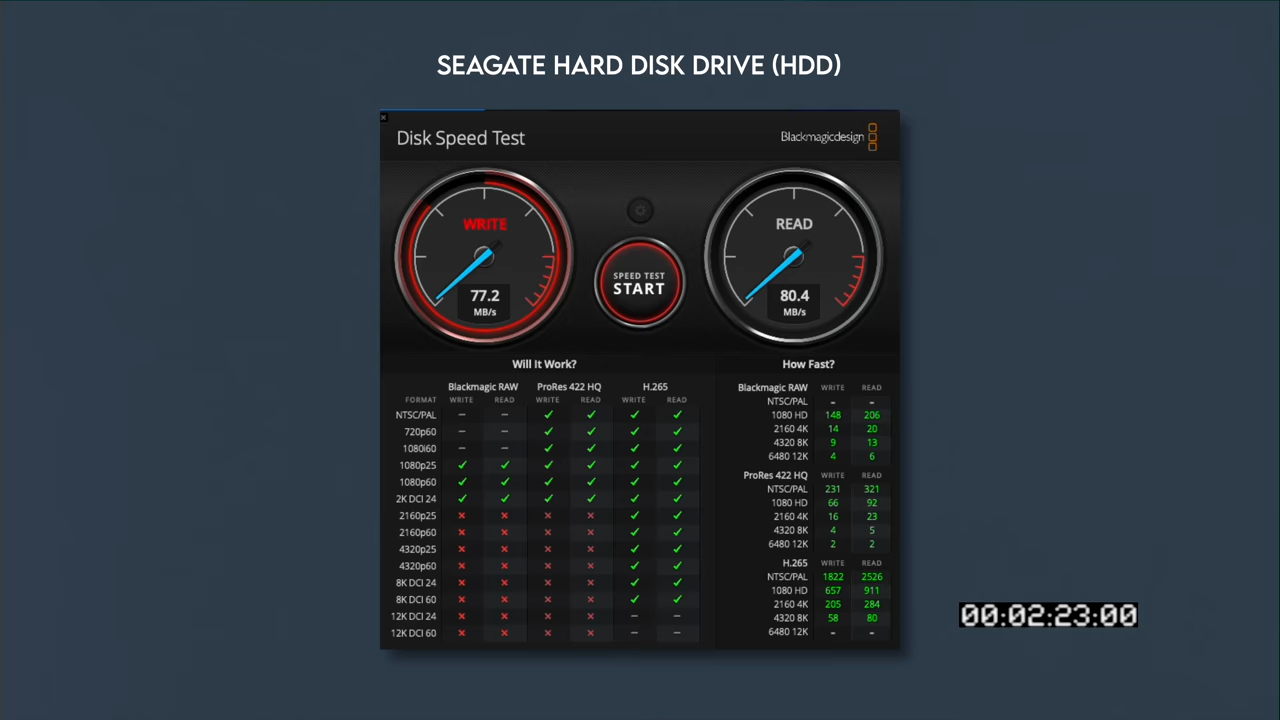 SEAGATE HARD DISK DRIVE (HDD)
Disk Speed Test
Blackmagicdesign
WRITE
77.2
MB/s
SPEED TEST
START
READ
80.4
MB/s
Will It Work?
Blackmagic RAW ProRes 422 HQ H.265
FORMAT WRITE READ WRITE READ WRITE READ
NTSC/PAL – – ✓ ✓ ✓ ✓
720p60 – – ✓ ✓ ✓ ✓
1080i60 – – ✓ ✓ ✓ ✓
1080p25 ✓ ✓ ✓ ✓ ✓ ✓
1080p60 ✓ ✓ ✓ ✓ ✓ ✓
2K DCI 24 ✓ ✓ ✓ ✓ ✓ ✓
2160p25 × × × × ✓ ✓
2160p60 × × × × ✓ ✓
4320p25 × × × × ✓ ✓
4320p60 × × × × ✓ ✓
8K DCI 24 × × × × ✓ ✓
8K DCI 60 × × × × ✓ ✓
12K DCI 24 × × × × – –
12K DCI 60 × × × × – –
How Fast?
Blackmagic RAW WRITE READ
NTSC/PAL - -
1080 HD 148 206
2160 4K 14 20
4320 8K 9 13
6480 12K 4 6
ProRes 422 HQ WRITE READ
NTSC/PAL 231 321
1080 HD 66 92
2160 4K 16 23
4320 8K 4 5
6480 12K 2 2
H.265 WRITE READ
NTSC/PAL 1822 2526
1080 HD 657 911
2160 4K 205 284
4320 8K 58 80
6480 12K - -
00:02:23:00